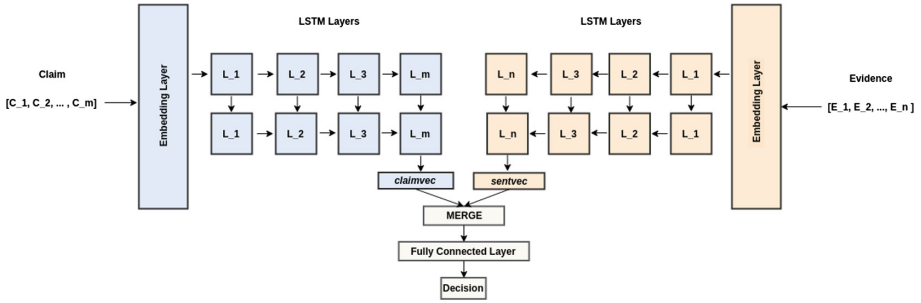 LSTM Layers
LSTM Layers
Claim
[C_1, C_2, ... , C_m]
Embedding Layer
L_1 L_2 L_3 L_m
L_1 L_2 L_3 L_m
L_n L_3 L_2 L_1
L_n L_3 L_2 L_1
Embedding Layer
Evidence
[E_1, E_2, ..., E_n ]
claimvec
sentvec
MERGE
Fully Connected Layer
Decision